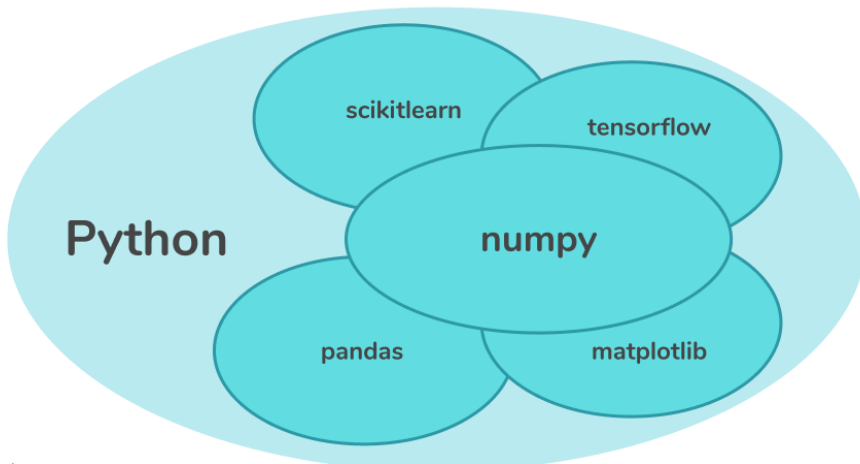 scikitlearn
tensorflow
Python
numpy
pandas
matplotlib